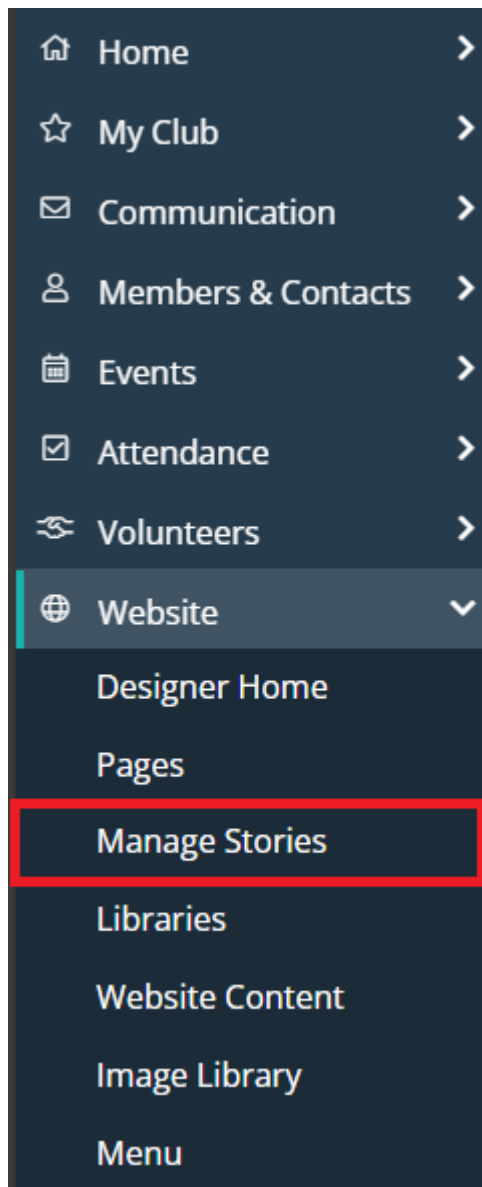 Home
My Club
Communication
Members & Contacts
Events
Attendance
Volunteers
Website
Designer Home
Pages
Manage Stories
Libraries
Website Content
Image Library
Menu